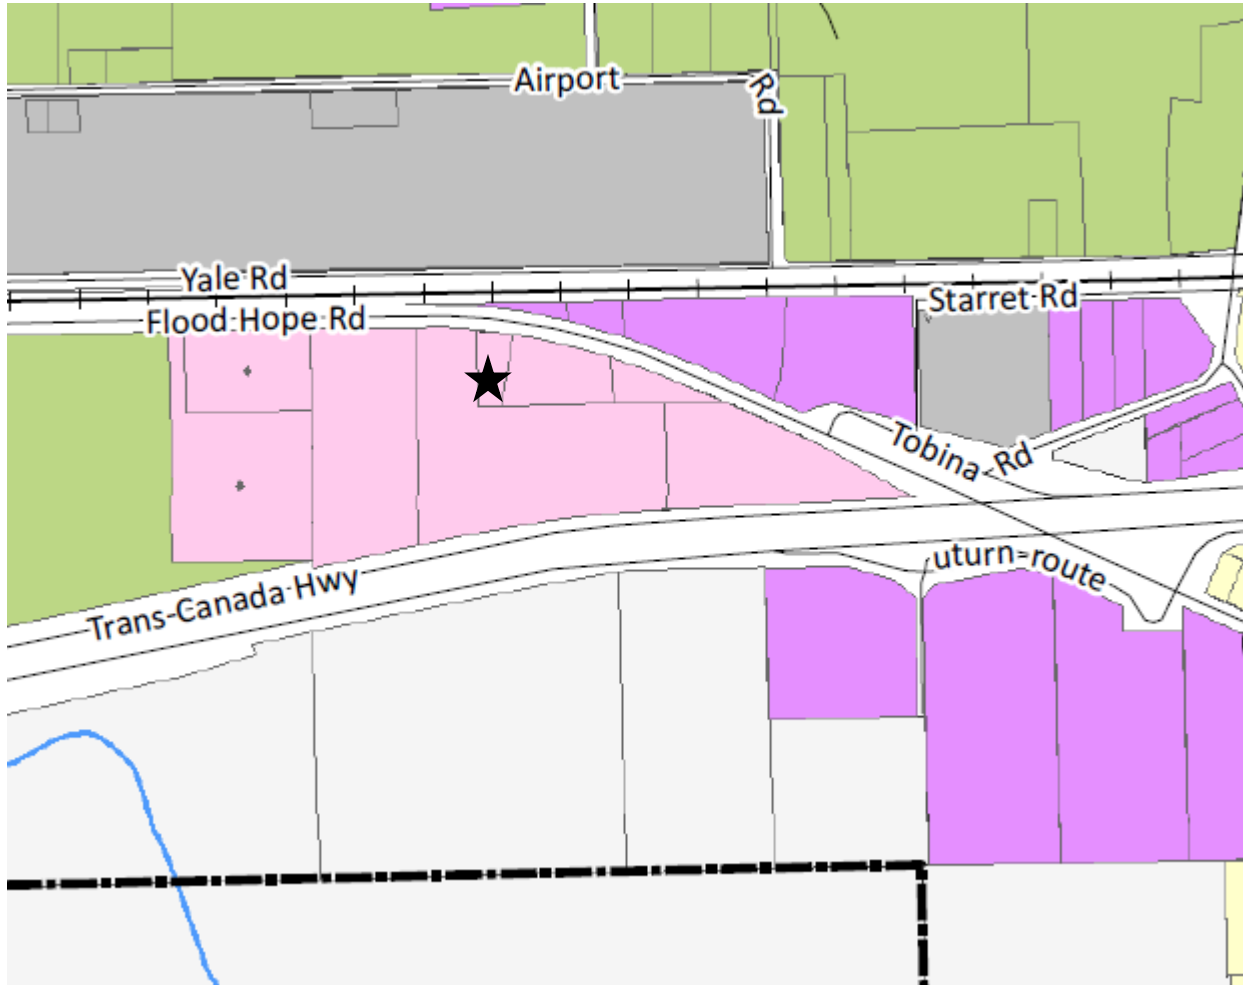 Airport
Rd
Yale Rd
Starret Rd
Flood Hope Rd
Tobina Rd
uturn route
Trans-Canada Hwy